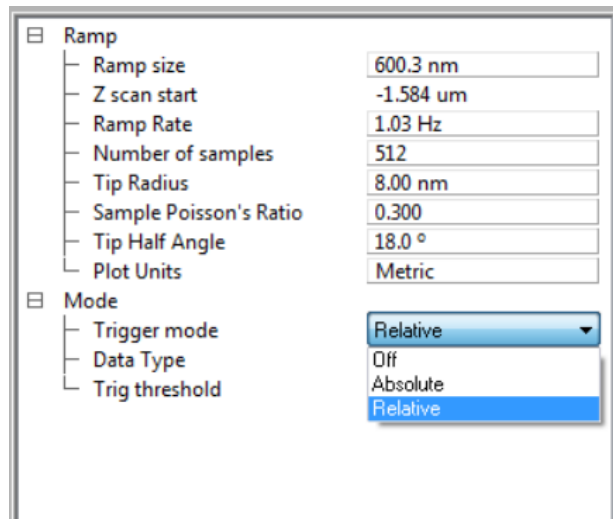 Ramp
Ramp size 600.3 nm
Z scan start -1.584 um
Ramp Rate 1.03 Hz
Number of samples 512
Tip Radius 8.00 nm
Sample Poisson's Ratio 0.300
Tip Half Angle 18.0 º
Plot Units Metric
Mode
Trigger mode Relative
Data Type Off
Absolute
Trig threshold Relative